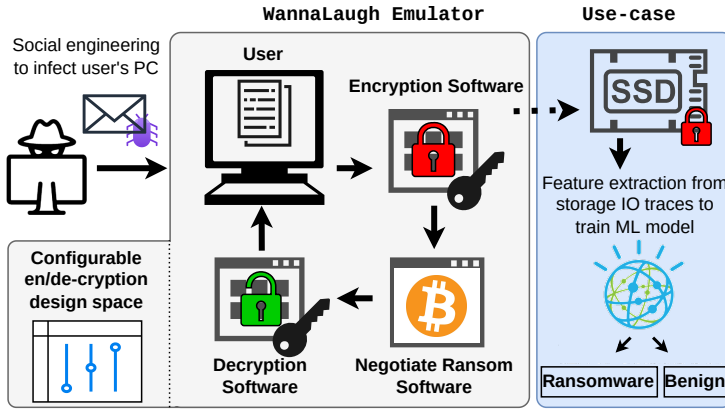 WannaLaugh Emulator
Use-case
Social engineering
to infect user's PC
User
Encryption Software
SSD
Feature extraction from
storage IO traces to
train ML model
Configurable
en/de-cryption
design space
Decryption
Software
Negotiate Ransom
Software
Ransomware
Benign